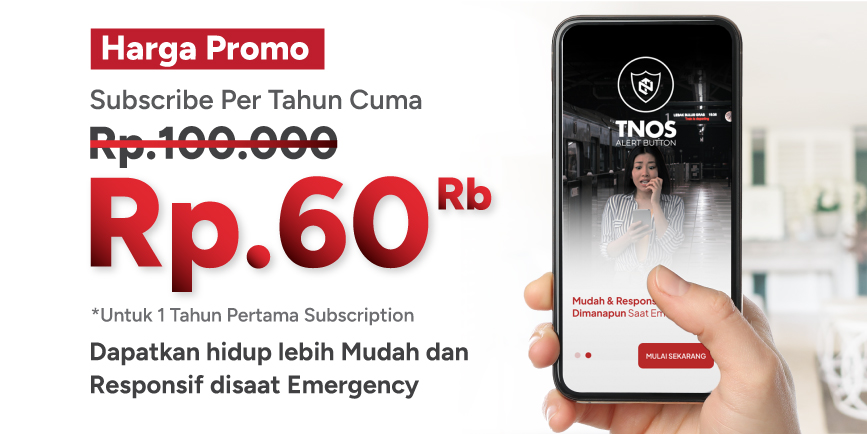 Harga Promo
Subscribe Per Tahun Cuma
Rp.100.000
Rp.60 Rb
*Untuk 1 Tahun Pertama Subscription
Dapatkan hidup lebih Mudah dan
Responsif disaat Emergency
TNOS
ALERT BUTTON
Mudah & Respons
Dimanapun Saat Em
MULAI SEKARANG